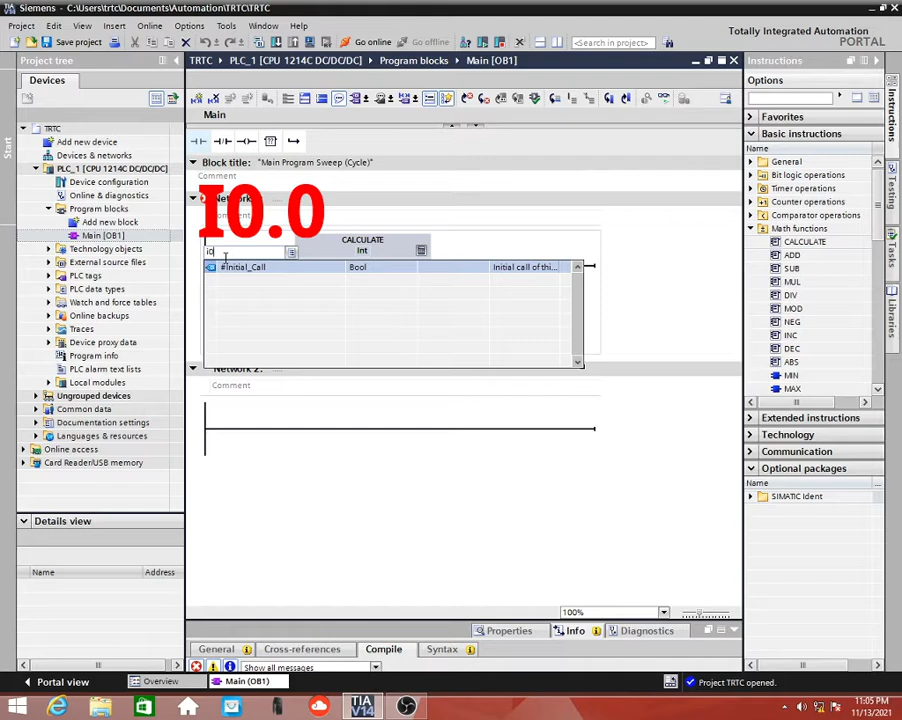 Siemens - C:\Users\trtc\Documents\Automation\TRTC\TRTC
Project Edit View Insert Online Options Tools Window Help
Totally Integrated Automation
PORTAL
Save project
Go online
Go offline
<Search in project>
Project tree
TRTC ▸ PLC_1 [CPU 1214C DC/DC/DC] ▸ Program blocks ▸ Main [OB1]
Instructions
Devices
Options
Main
Favorites
Basic instructions
Name
General
Bit logic operations
Timer operations
Counter operations
Comparator operations
Math functions
CALCULATE
ADD
SUB
MUL
DIV
MOD
NEG
INC
DEC
ABS
MIN
MAX
Extended instructions
Technology
Communication
Optional packages
Name
SIMATIC Ident
Start
Instructions
Testing
Tasks
Libraries
TRTC
Add new device
Devices & networks
PLC_1 [CPU 1214C DC/DC/DC]
Device configuration
Online & diagnostics
Program blocks
Add new block
Main [OB1]
Technology objects
External source files
PLC tags
PLC data types
Watch and force tables
Online backups
Traces
Device proxy data
Program info
PLC alarm text lists
Local modules
Ungrouped devices
Common data
Documentation settings
Languages & resources
Online access
Card Reader/USB memory
Details view
Name Address
Block title: "Main Program Sweep (Cycle)"
Comment
I0.0
CALCULATE
Int
#Initial_Call Bool Initial call of thi...
Network 2:
Comment
100%
Properties Info Diagnostics
General Cross-references Compile Syntax
Show all messages
Portal view Overview Main (OB1) Project TRTC opened.
TIA
V14
11:05 PM
11/13/2021